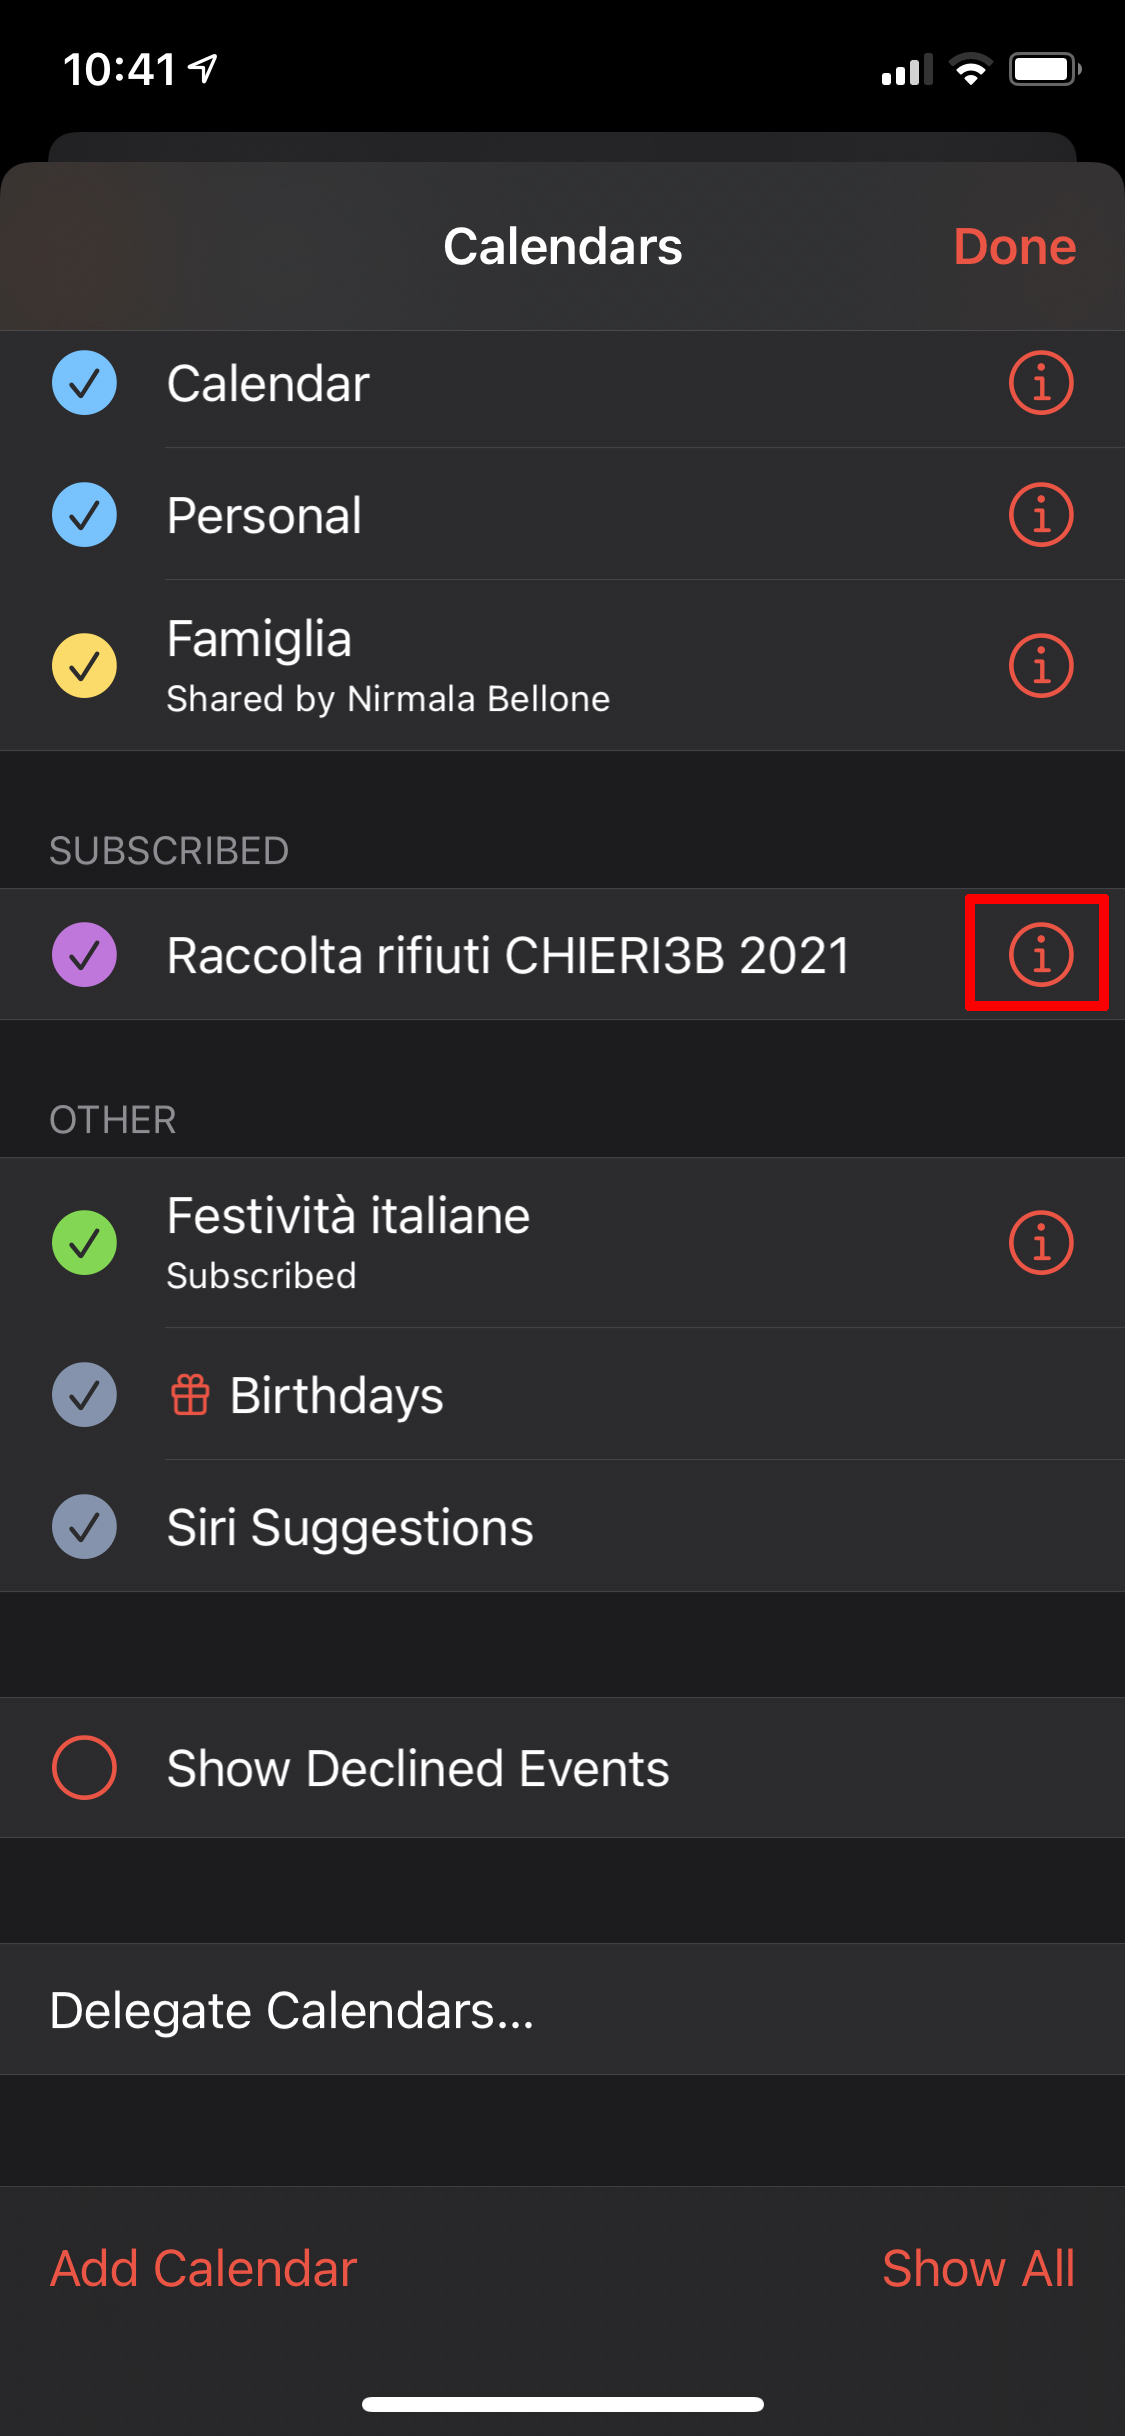 10:41
Calendars
Done
Calendar
Personal
Famiglia
Shared by Nirmala Bellone
SUBSCRIBED
Raccolta rifiuti CHIERI3B 2021
OTHER
Festività italiane
Subscribed
Birthdays
Siri Suggestions
Show Declined Events
Delegate Calendars...
Add Calendar
Show All